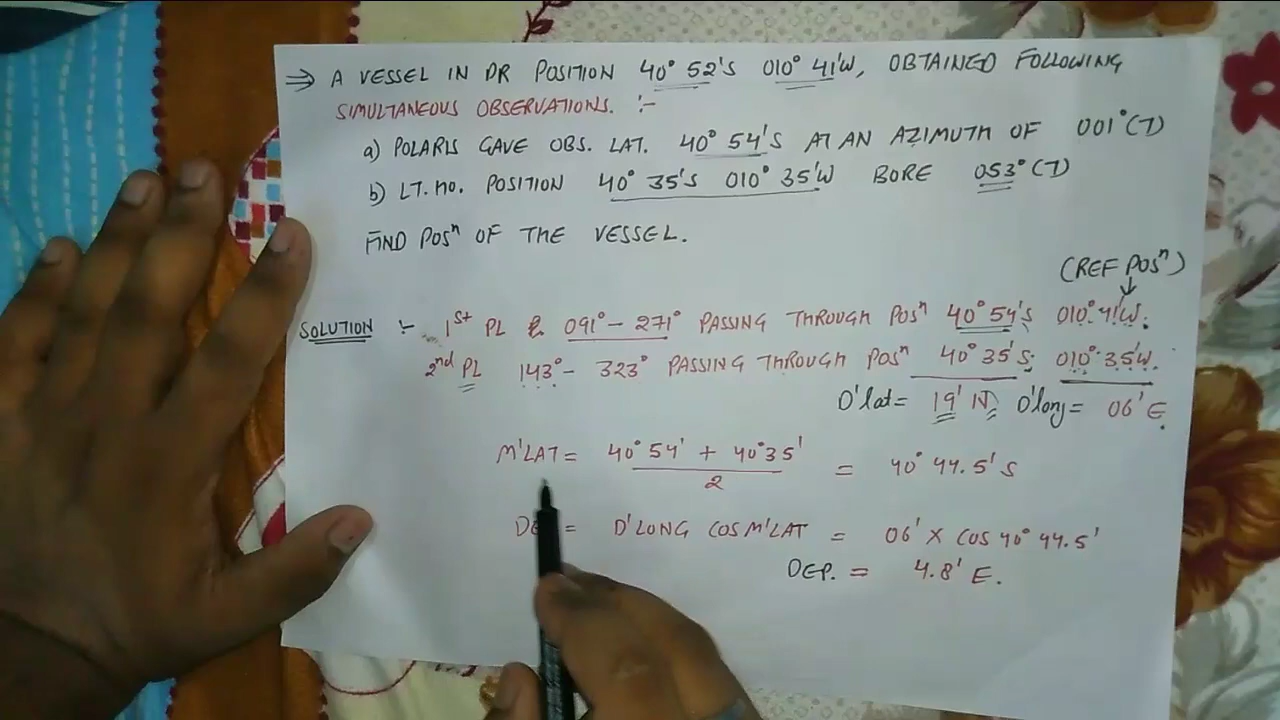 ⇒ A VESSEL IN DR POSITION 40° 52'S 010° 41'W, OBTAINED FOLLOWING
SIMULTANEOUS OBSERVATIONS. :-
a) POLARIS GAVE OBS. LAT. 40° 54'S AT AN AZIMUTH OF 001°(T)
b) LT. HO. POSITION 40° 35'S 010° 35'W BORE 053°(T)
FIND POSⁿ OF THE VESSEL.
(REF POSⁿ)
SOLUTION :- 1st PL & 091° - 271° PASSING THROUGH POSⁿ 40° 54'S 010° 41'W.
2nd PL 143° - 323° PASSING THROUGH POSⁿ 40° 35'S 010° 35'W.
D'lat = 19' N D'long = 06' E.
M'LAT = 40° 54' + 40° 35' / 2 = 40° 44.5' S
= D'LONG COS M'LAT = 06' X COS 40° 44.5'
DEP. = 4.8' E.